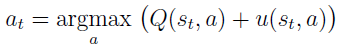 a_t = argmax_a (Q(s_t, a) + u(s_t, a))